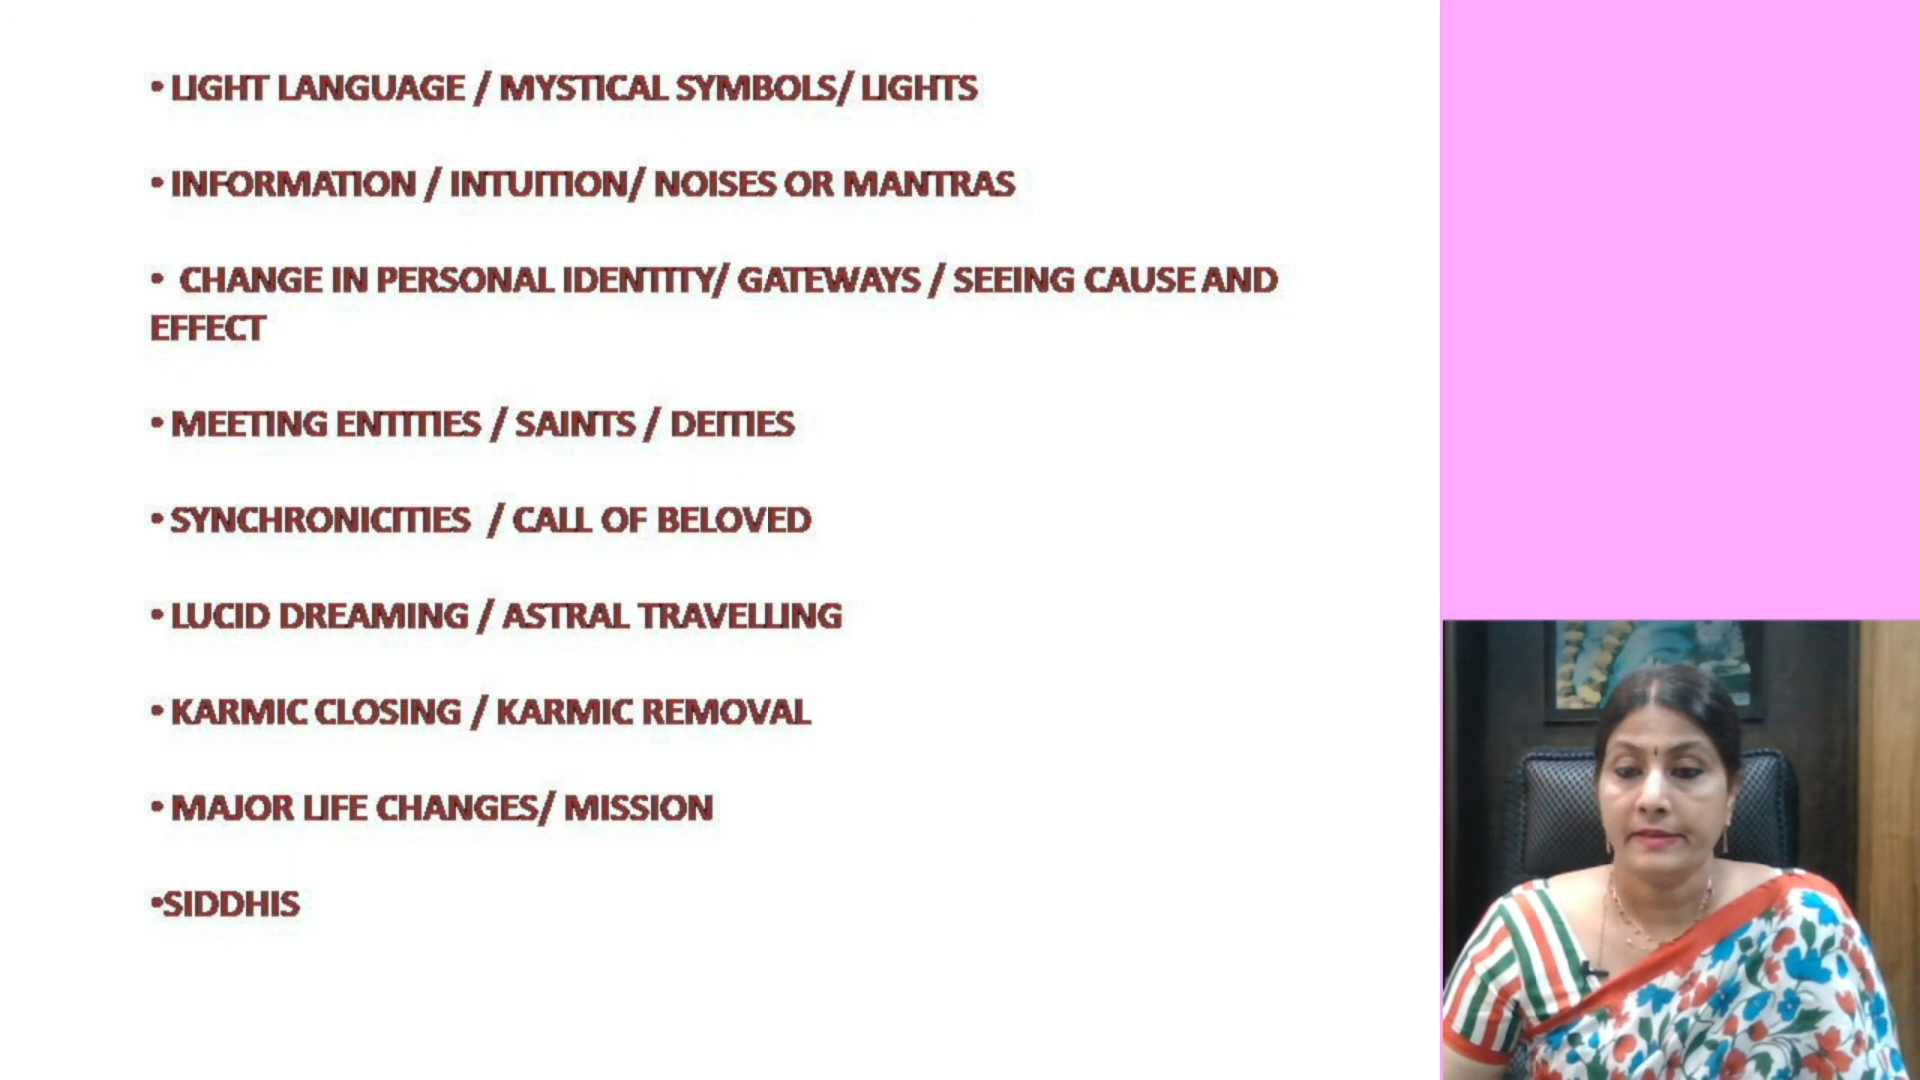 • LIGHT LANGUAGE / MYSTICAL SYMBOLS/ LIGHTS
• INFORMATION / INTUITION/ NOISES OR MANTRAS
• CHANGE IN PERSONAL IDENTITY/ GATEWAYS / SEEING CAUSE AND
EFFECT
• MEETING ENTITIES / SAINTS / DEITIES
• SYNCHRONICITIES / CALL OF BELOVED
• LUCID DREAMING / ASTRAL TRAVELLING
• KARMIC CLOSING / KARMIC REMOVAL
• MAJOR LIFE CHANGES/ MISSION
•SIDDHIS